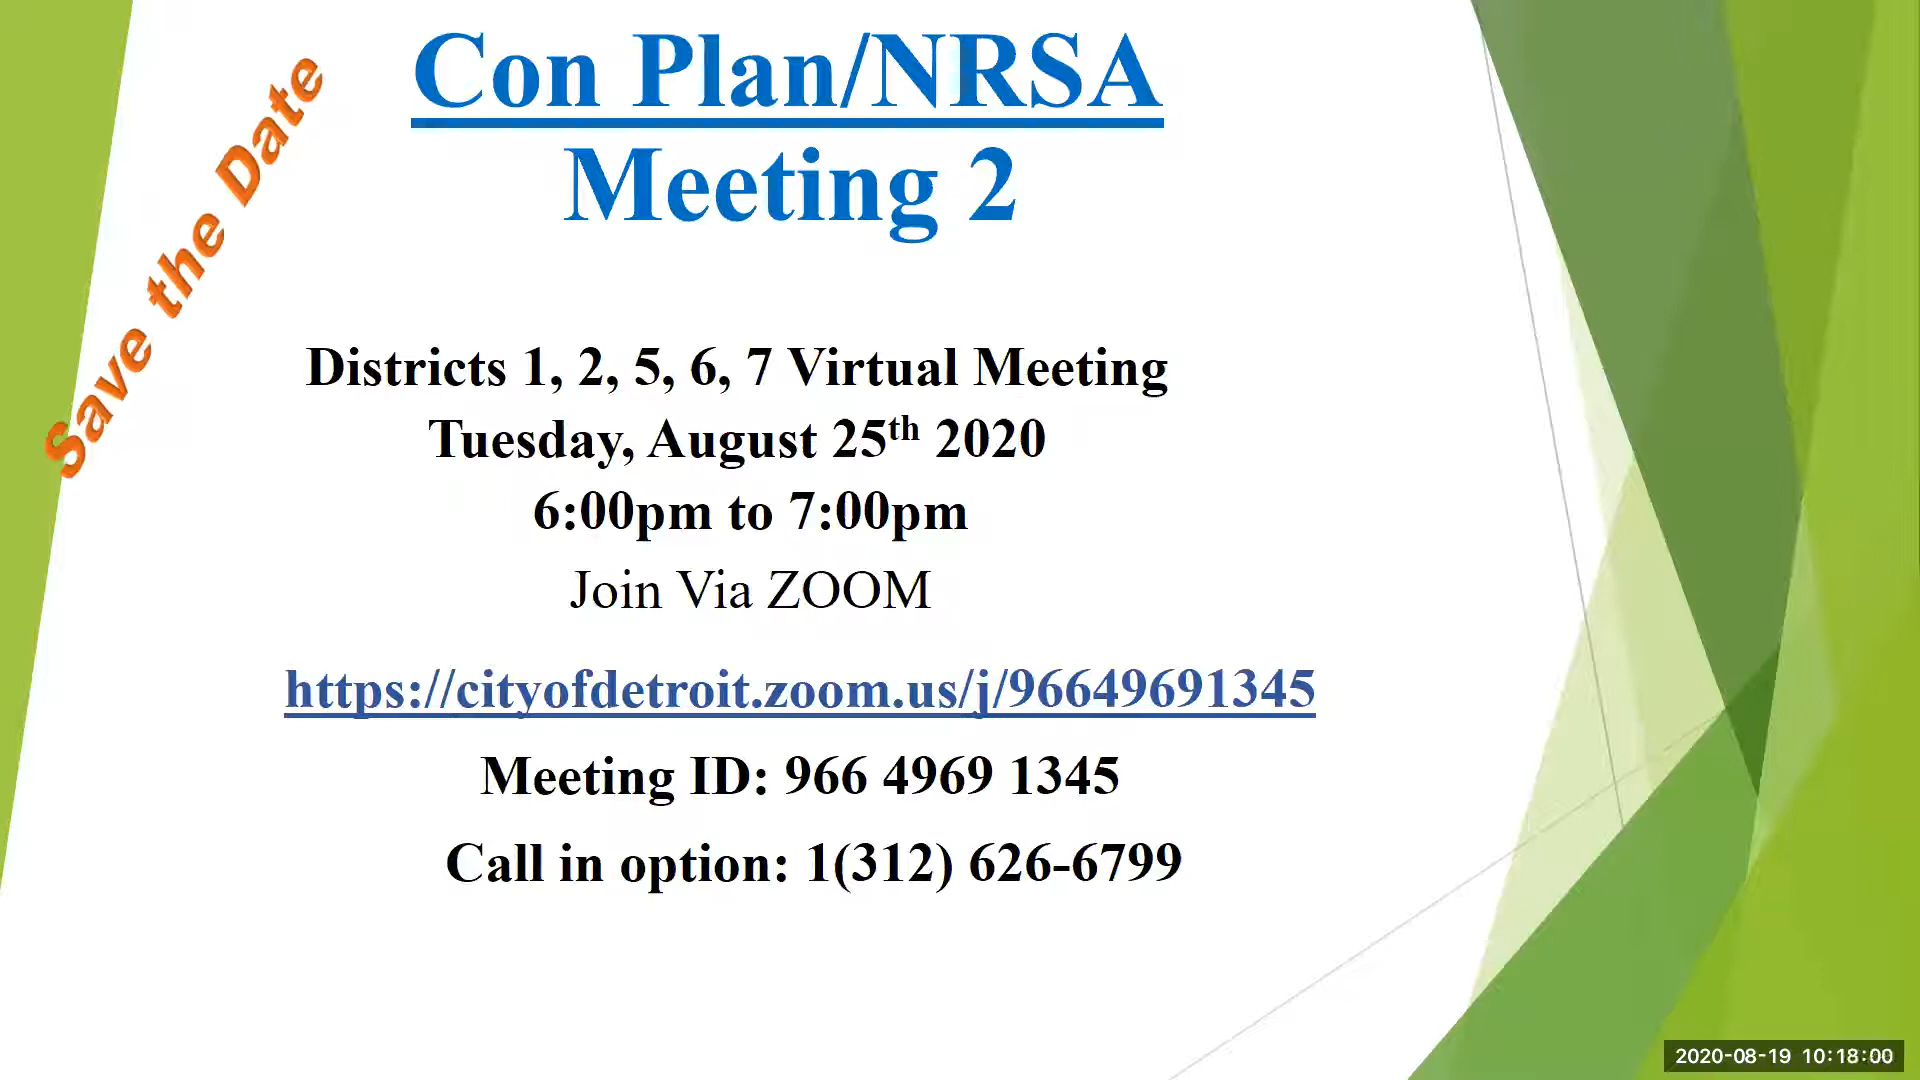 Save the Date
Con Plan/NRSA
Meeting 2
Districts 1, 2, 5, 6, 7 Virtual Meeting
Tuesday, August 25th 2020
6:00pm to 7:00pm
Join Via ZOOM
https://cityofdetroit.zoom.us/j/96649691345
Meeting ID: 966 4969 1345
Call in option: 1(312) 626-6799
2020-08-19 10:18:00